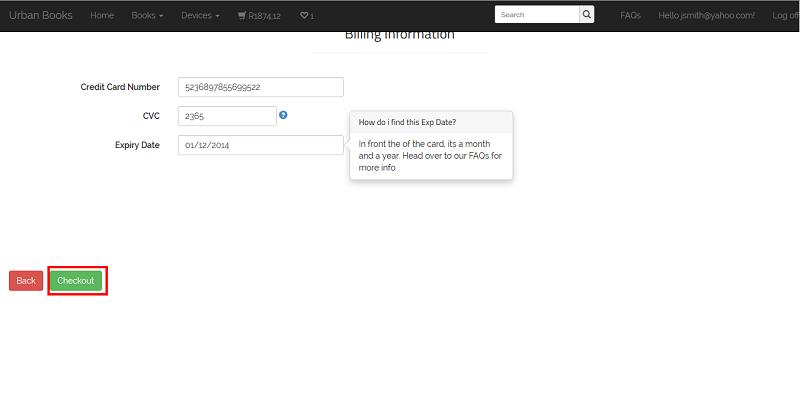 Urban Books Home Books Devices R1874,12 1 Search FAQs Hello jsmith@yahoo.com! Log off
Billing Information
Credit Card Number 5236897855699522
CVC 2365
How do i find this Exp Date?
Expiry Date 01/12/2014
In front the of the card, its a month
and a year. Head over to our FAQs for
more info
Back Checkout